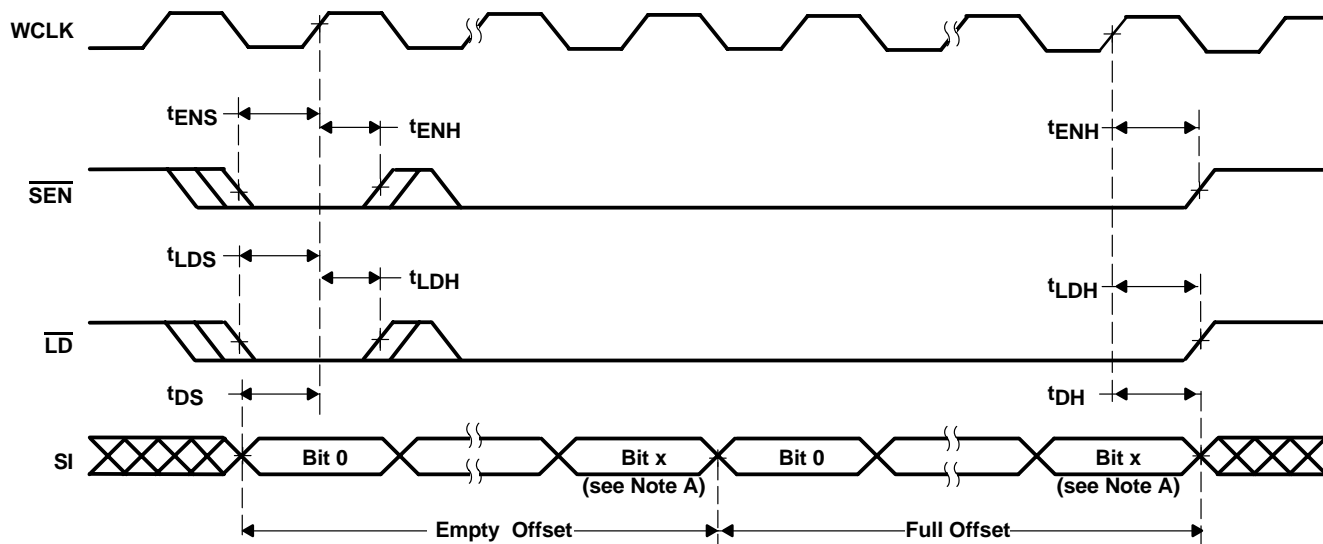 WCLK
tENS
tENH
tENH
SEN
tLDS
tLDH
tLDH
LD
tDS
tDH
SI
Bit 0
Bit x
Bit 0
Bit x
(see Note A)
(see Note A)
Empty Offset
Full Offset